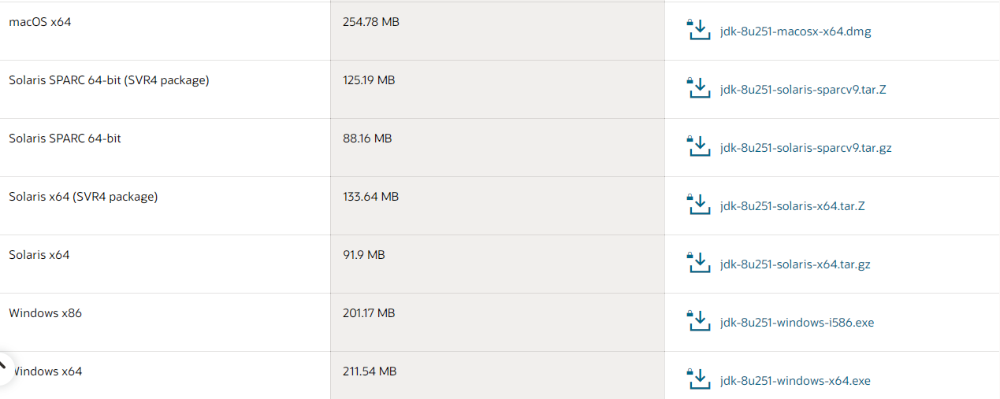 macOS x64
254.78 MB
jdk-8u251-macosx-x64.dmg
Solaris SPARC 64-bit (SVR4 package)
125.19 MB
jdk-8u251-solaris-sparcv9.tar.Z
Solaris SPARC 64-bit
88.16 MB
jdk-8u251-solaris-sparcv9.tar.gz
Solaris x64 (SVR4 package)
133.64 MB
jdk-8u251-solaris-x64.tar.Z
Solaris x64
91.9 MB
jdk-8u251-solaris-x64.tar.gz
Windows x86
201.17 MB
jdk-8u251-windows-i586.exe
Windows x64
211.54 MB
jdk-8u251-windows-x64.exe